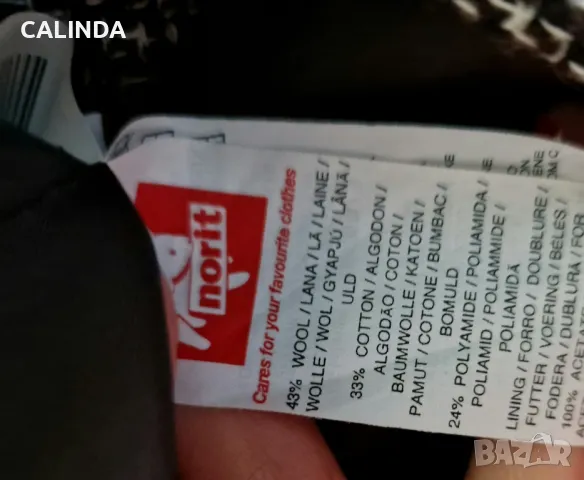 CALINDA
norit
Cares for your favourite clothes
43% WOOL / LANA / LÃ / LAINE /
WOLLE / WOL / GYAPJÚ / LÂNĂ /
ULD
33% COTTON / ALGODON /
ALGODÃO / COTON /
BAUMWOLLE / KATOEN /
PAMUT / COTONE / BUMBAC /
BOMULD
24% POLYAMIDE / POLIAMIDA /
POLIAMID / POLIAMMIDE /
POLIAMIDĂ
LINING / FORRO / DOUBLURE /
FUTTER / VOERING / BÉLÉS /
FODERA / DUBLURA / FOR
100% ACET
BAZAR